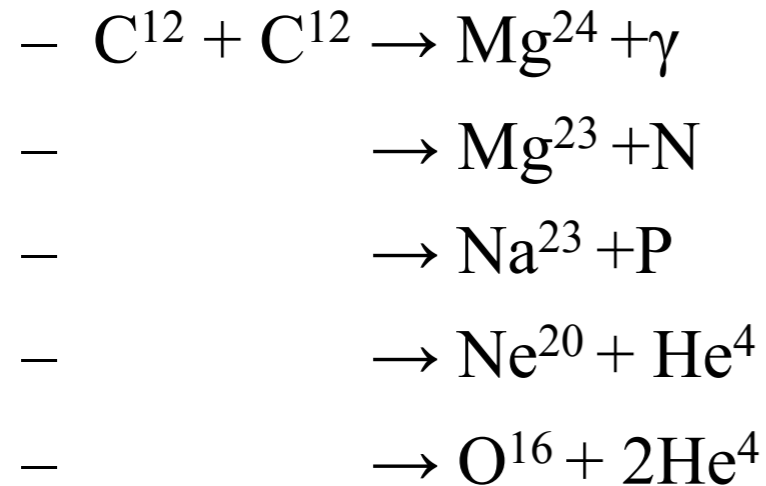 – C¹² + C¹² → Mg²⁴ +γ
– → Mg²³ +N
– → Na²³ +P
– → Ne²⁰ + He⁴
– → O¹⁶ + 2He⁴